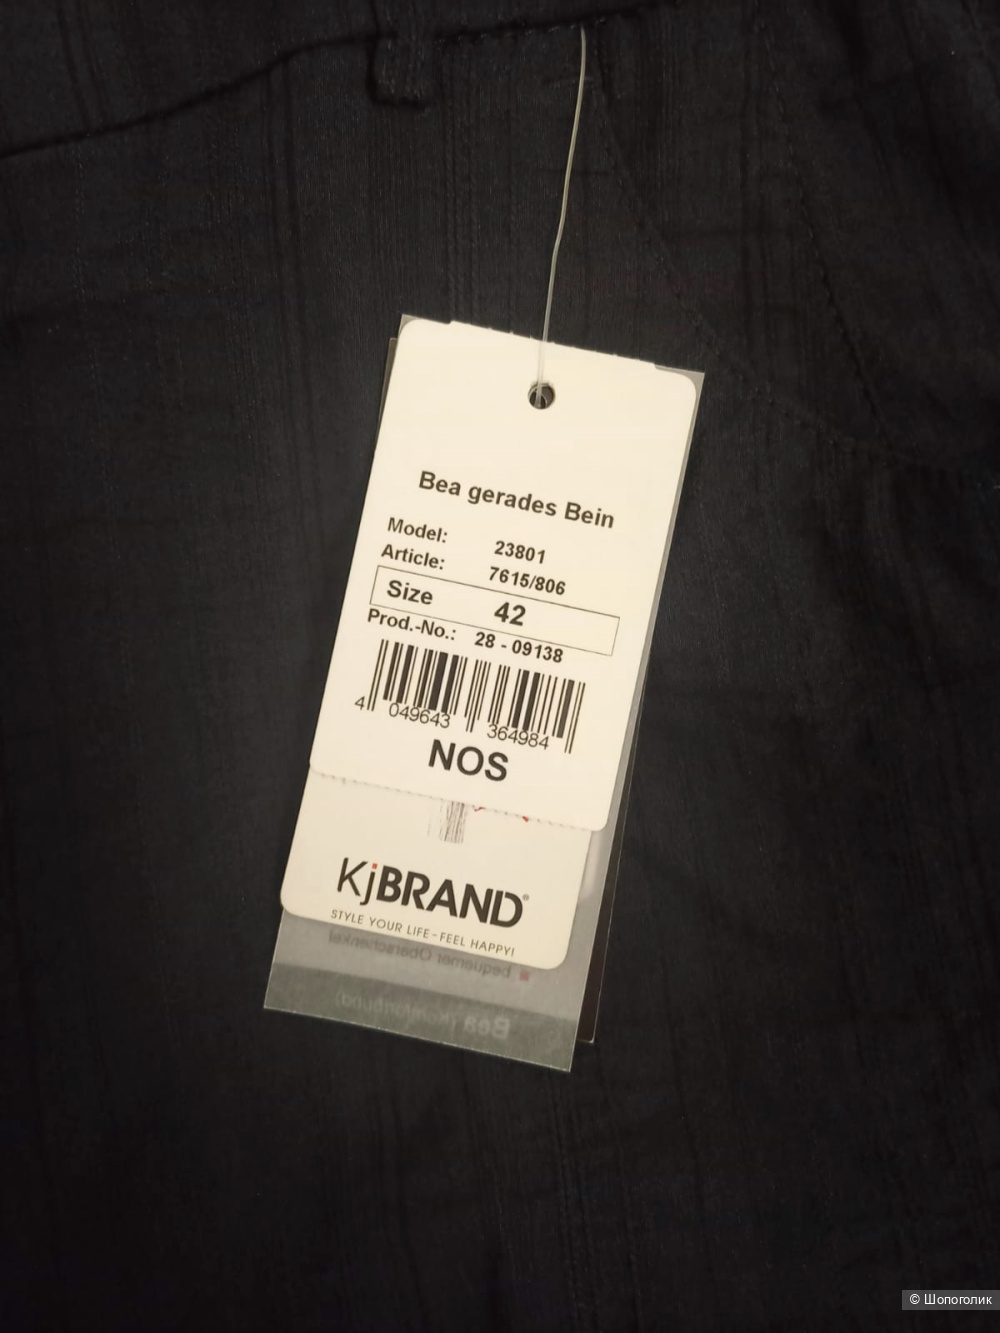 Bea gerades Bein
Model: 23801
Article: 7615/806
Size 42
Prod.-No.: 28 - 09138
4 049643 364984
NOS
KjBRAND®
STYLE YOUR LIFE – FEEL HAPPY!
bequemer Oberschenkel
Bea
© Шопоголик